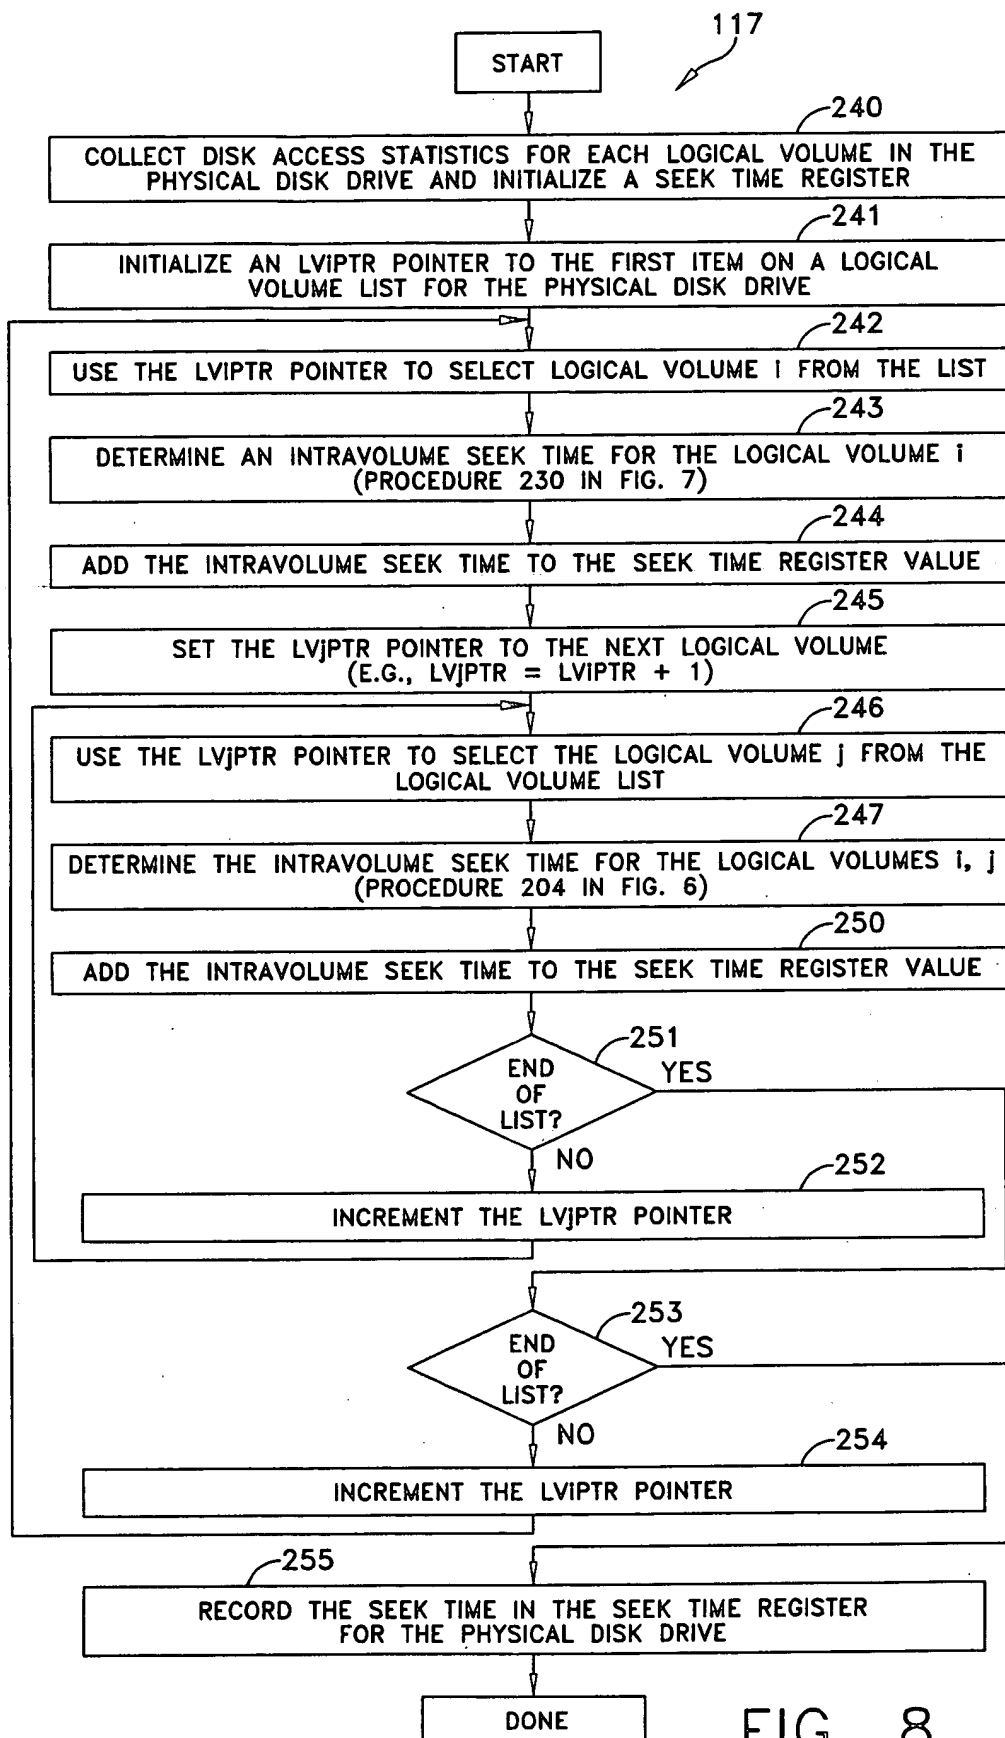 117
START
240
COLLECT DISK ACCESS STATISTICS FOR EACH LOGICAL VOLUME IN THE
PHYSICAL DISK DRIVE AND INITIALIZE A SEEK TIME REGISTER
241
INITIALIZE AN LViPTR POINTER TO THE FIRST ITEM ON A LOGICAL
VOLUME LIST FOR THE PHYSICAL DISK DRIVE
242
USE THE LViPTR POINTER TO SELECT LOGICAL VOLUME i FROM THE LIST
243
DETERMINE AN INTRAVOLUME SEEK TIME FOR THE LOGICAL VOLUME i
(PROCEDURE 230 IN FIG. 7)
244
ADD THE INTRAVOLUME SEEK TIME TO THE SEEK TIME REGISTER VALUE
245
SET THE LVjPTR POINTER TO THE NEXT LOGICAL VOLUME
(E.G., LVjPTR = LViPTR + 1)
246
USE THE LVjPTR POINTER TO SELECT THE LOGICAL VOLUME j FROM THE
LOGICAL VOLUME LIST
247
DETERMINE THE INTRAVOLUME SEEK TIME FOR THE LOGICAL VOLUMES i, j
(PROCEDURE 204 IN FIG. 6)
250
ADD THE INTRAVOLUME SEEK TIME TO THE SEEK TIME REGISTER VALUE
251
END
OF
LIST?
YES
NO
252
INCREMENT THE LVjPTR POINTER
253
END
OF
LIST?
YES
NO
254
INCREMENT THE LViPTR POINTER
255
RECORD THE SEEK TIME IN THE SEEK TIME REGISTER
FOR THE PHYSICAL DISK DRIVE
DONE
FIG. 8